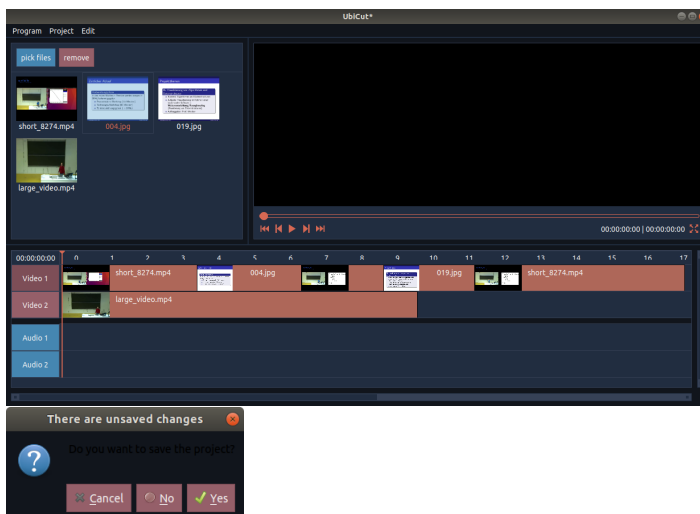 UbiCut*
Program Project Edit
pick files remove
short_8274.mp4 004.jpg 019.jpg
large_video.mp4
00:00:00:00 | 00:00:00:00
00:00:00:00 0 1 2 3 4 5 6 7 8 9 10 11 12 13 14 15 16 17
Video 1 short_8274.mp4 004.jpg 019.jpg short_8274.mp4
Video 2 large_video.mp4
Audio 1
Audio 2
There are unsaved changes
Do you want to save the project?
Cancel No Yes